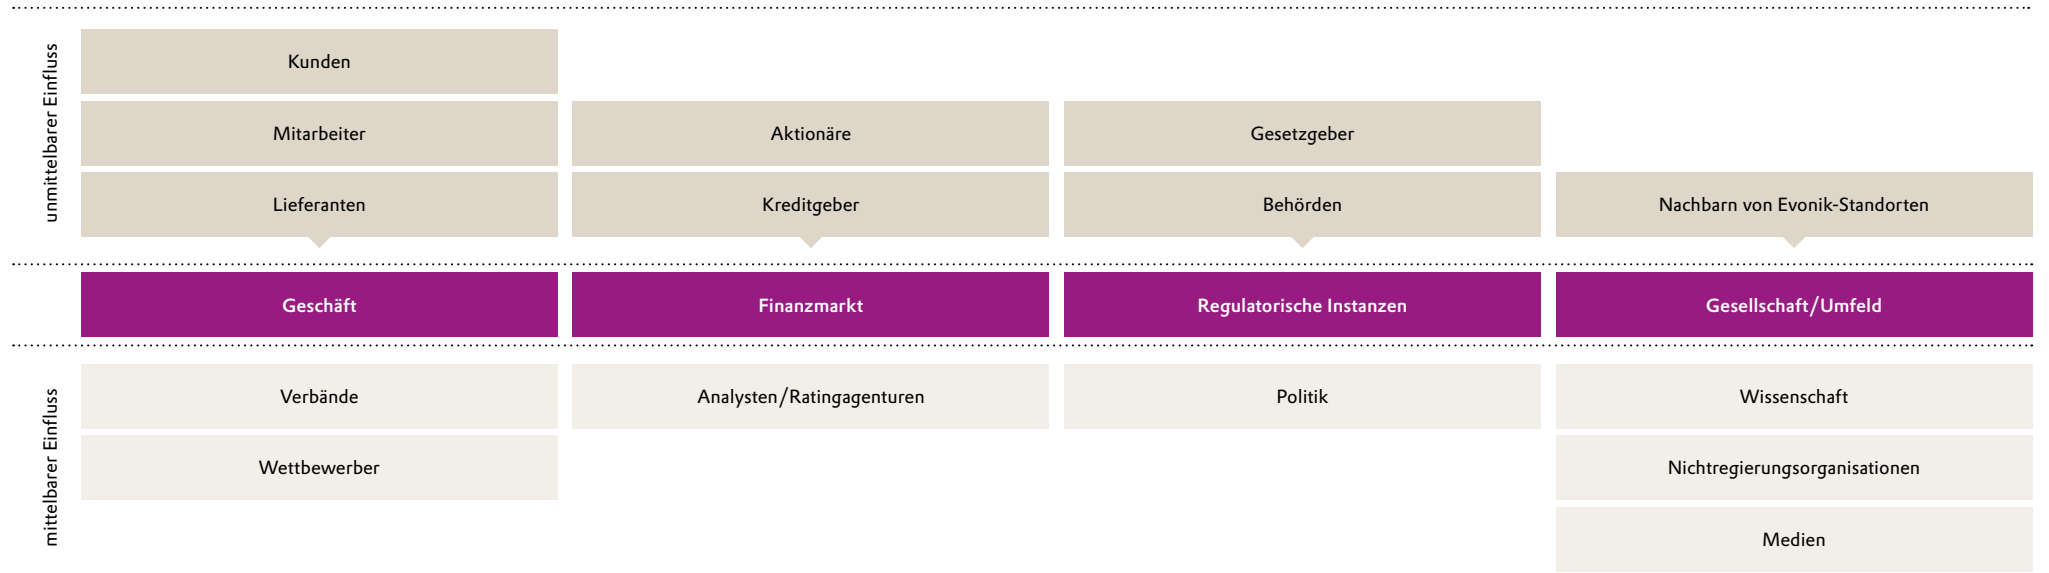 unmittelbarer Einfluss
Kunden
Mitarbeiter
Aktionäre
Gesetzgeber
Lieferanten
Kreditgeber
Behörden
Nachbarn von Evonik-Standorten
Geschäft
Finanzmarkt
Regulatorische Instanzen
Gesellschaft/Umfeld
mittelbarer Einfluss
Verbände
Analysten/Ratingagenturen
Politik
Wissenschaft
Wettbewerber
Nichtregierungsorganisationen
Medien